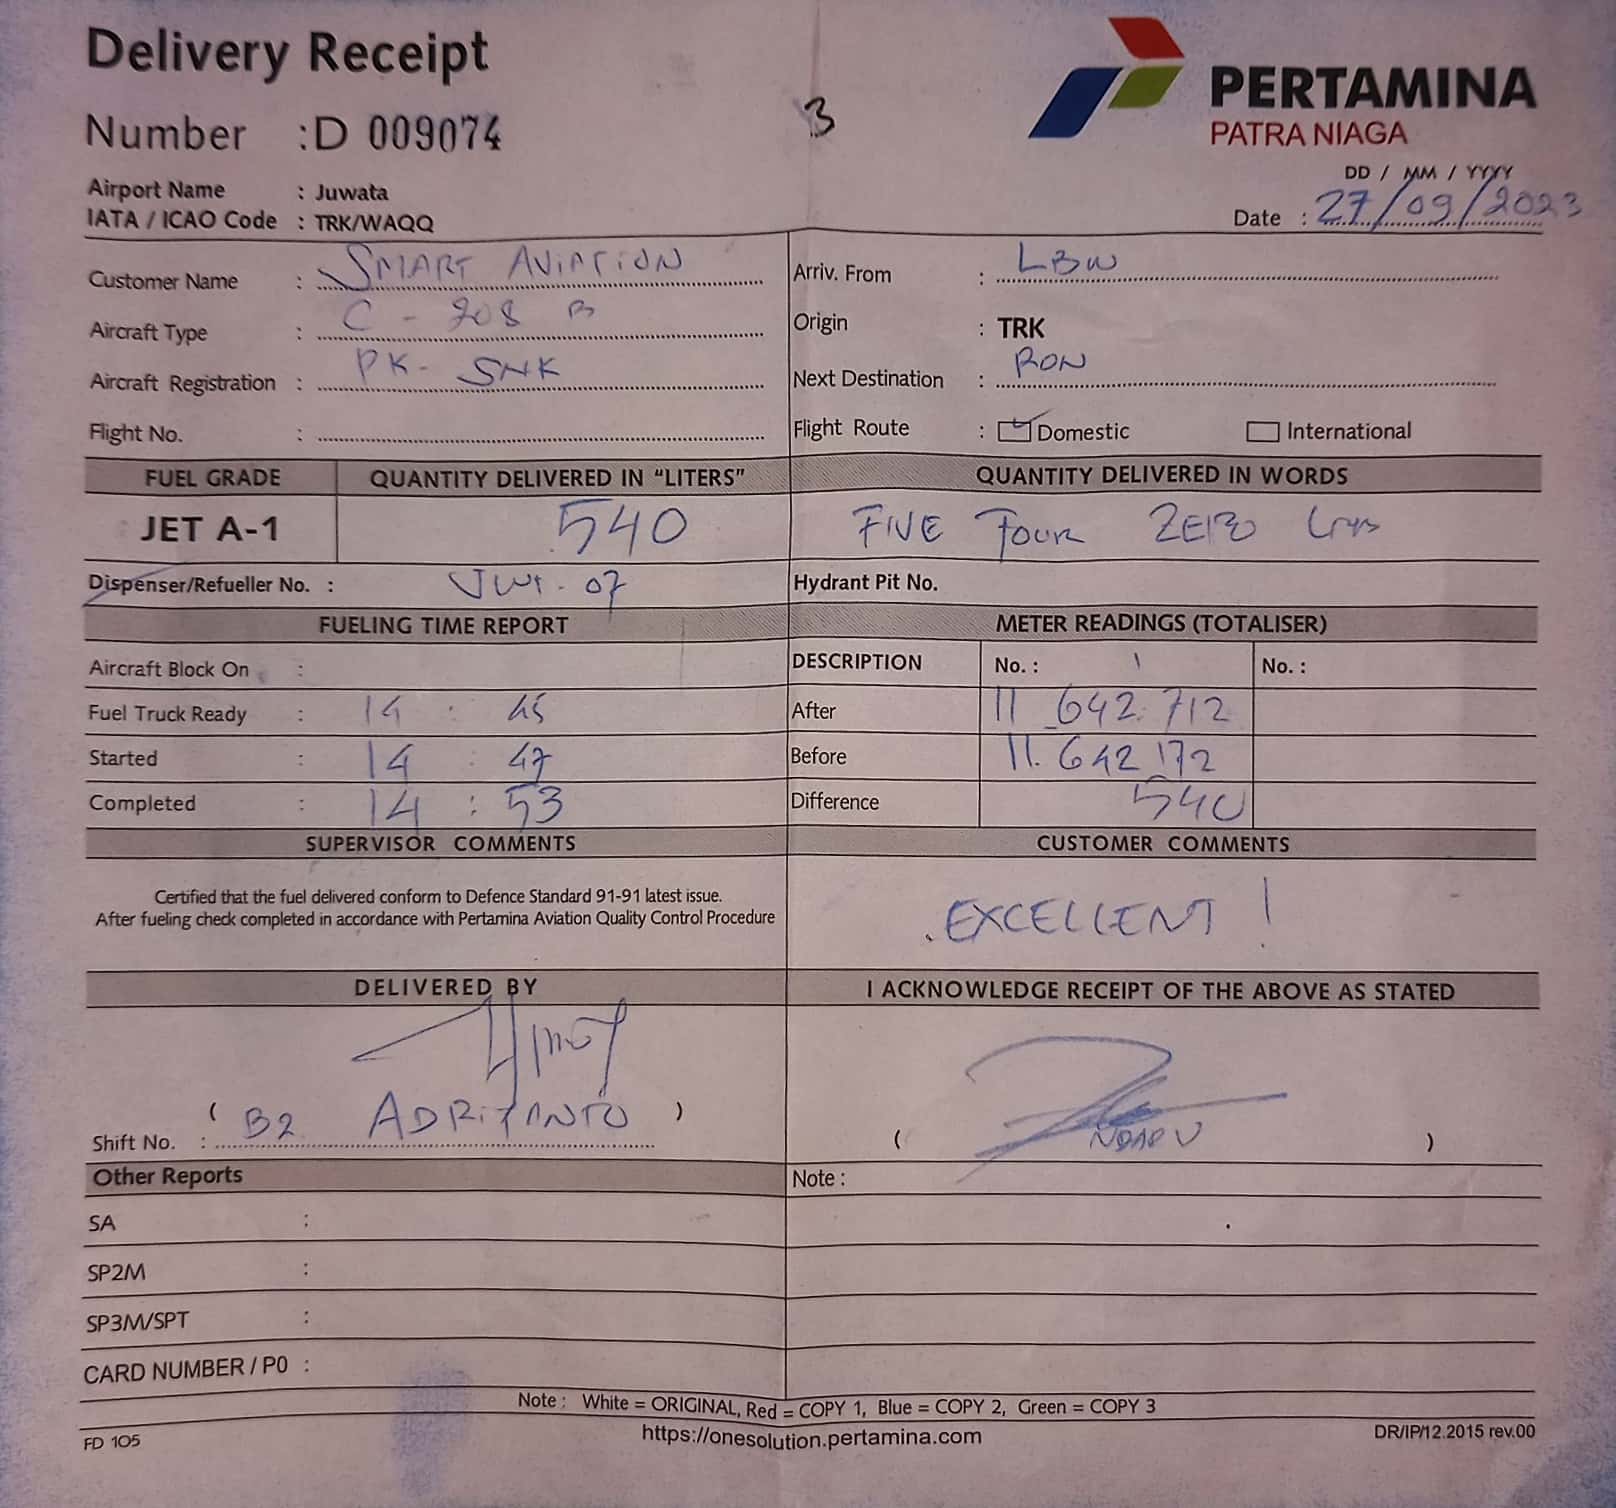 Delivery Receipt
Number : D 009074
3
PERTAMINA
PATRA NIAGA
Airport Name : Juwata
IATA / ICAO Code : TRK/WAQQ
DD / MM / YYYY
Date : 27/09/2023
Customer Name : SMART AVIATION
Aircraft Type : C - 208 B
Aircraft Registration : PK - SNK
Flight No. :
Arriv. From : LBW
Origin : TRK
Next Destination : RON
Flight Route : Domestic International
FUEL GRADE QUANTITY DELIVERED IN “LITERS” QUANTITY DELIVERED IN WORDS
JET A-1 540 FIVE FOUR ZERO
Dispenser/Refueller No. : 07 Hydrant Pit No.
FUELING TIME REPORT METER READINGS (TOTALISER)
Aircraft Block On : DESCRIPTION No. : 1 No. :
Fuel Truck Ready : 14 : 45 After 11 642.712
Started : 14 : 47 Before 11.642 172
Completed : 14 : 53 Difference 540
SUPERVISOR COMMENTS CUSTOMER COMMENTS
Certified that the fuel delivered conform to Defence Standard 91-91 latest issue.
After fueling check completed in accordance with Pertamina Aviation Quality Control Procedure
EXCELLENT !
DELIVERED BY I ACKNOWLEDGE RECEIPT OF THE ABOVE AS STATED
( B2 ADRIYANTO )
Shift No. :
( NDARU )
Other Reports Note :
SA :
SP2M :
SP3M/SPT :
CARD NUMBER / P0 :
Note : White = ORIGINAL, Red = COPY 1, Blue = COPY 2, Green = COPY 3
FD 105 https://onesolution.pertamina.com DR/IP/12.2015 rev.00